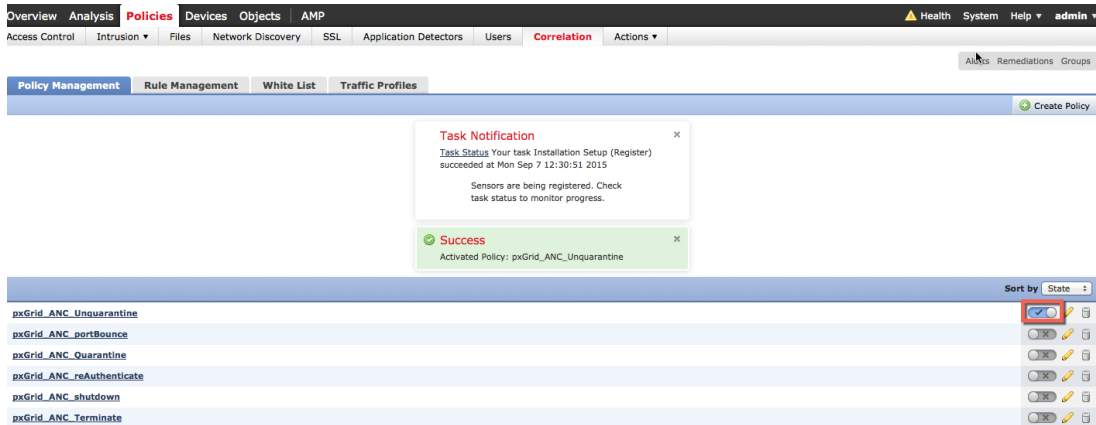 Overview Analysis Policies Devices Objects AMP Health System Help admin
Access Control Intrusion Files Network Discovery SSL Application Detectors Users Correlation Actions
Alerts Remediations Groups
Policy Management Rule Management White List Traffic Profiles
Create Policy
Task Notification
Task Status Your task Installation Setup (Register)
succeeded at Mon Sep 7 12:30:51 2015
Sensors are being registered. Check
task status to monitor progress.
Success
Activated Policy: pxGrid_ANC_Unquarantine
Sort by State
pxGrid_ANC_Unquarantine
pxGrid_ANC_portBounce
pxGrid_ANC_Quarantine
pxGrid_ANC_reAuthenticate
pxGrid_ANC_shutdown
pxGrid_ANC_Terminate